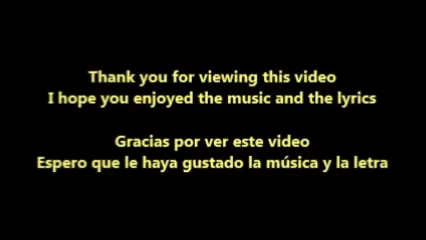 Thank you for viewing this video
I hope you enjoyed the music and the lyrics
Gracias por ver este video
Espero que le haya gustado la música y la letra